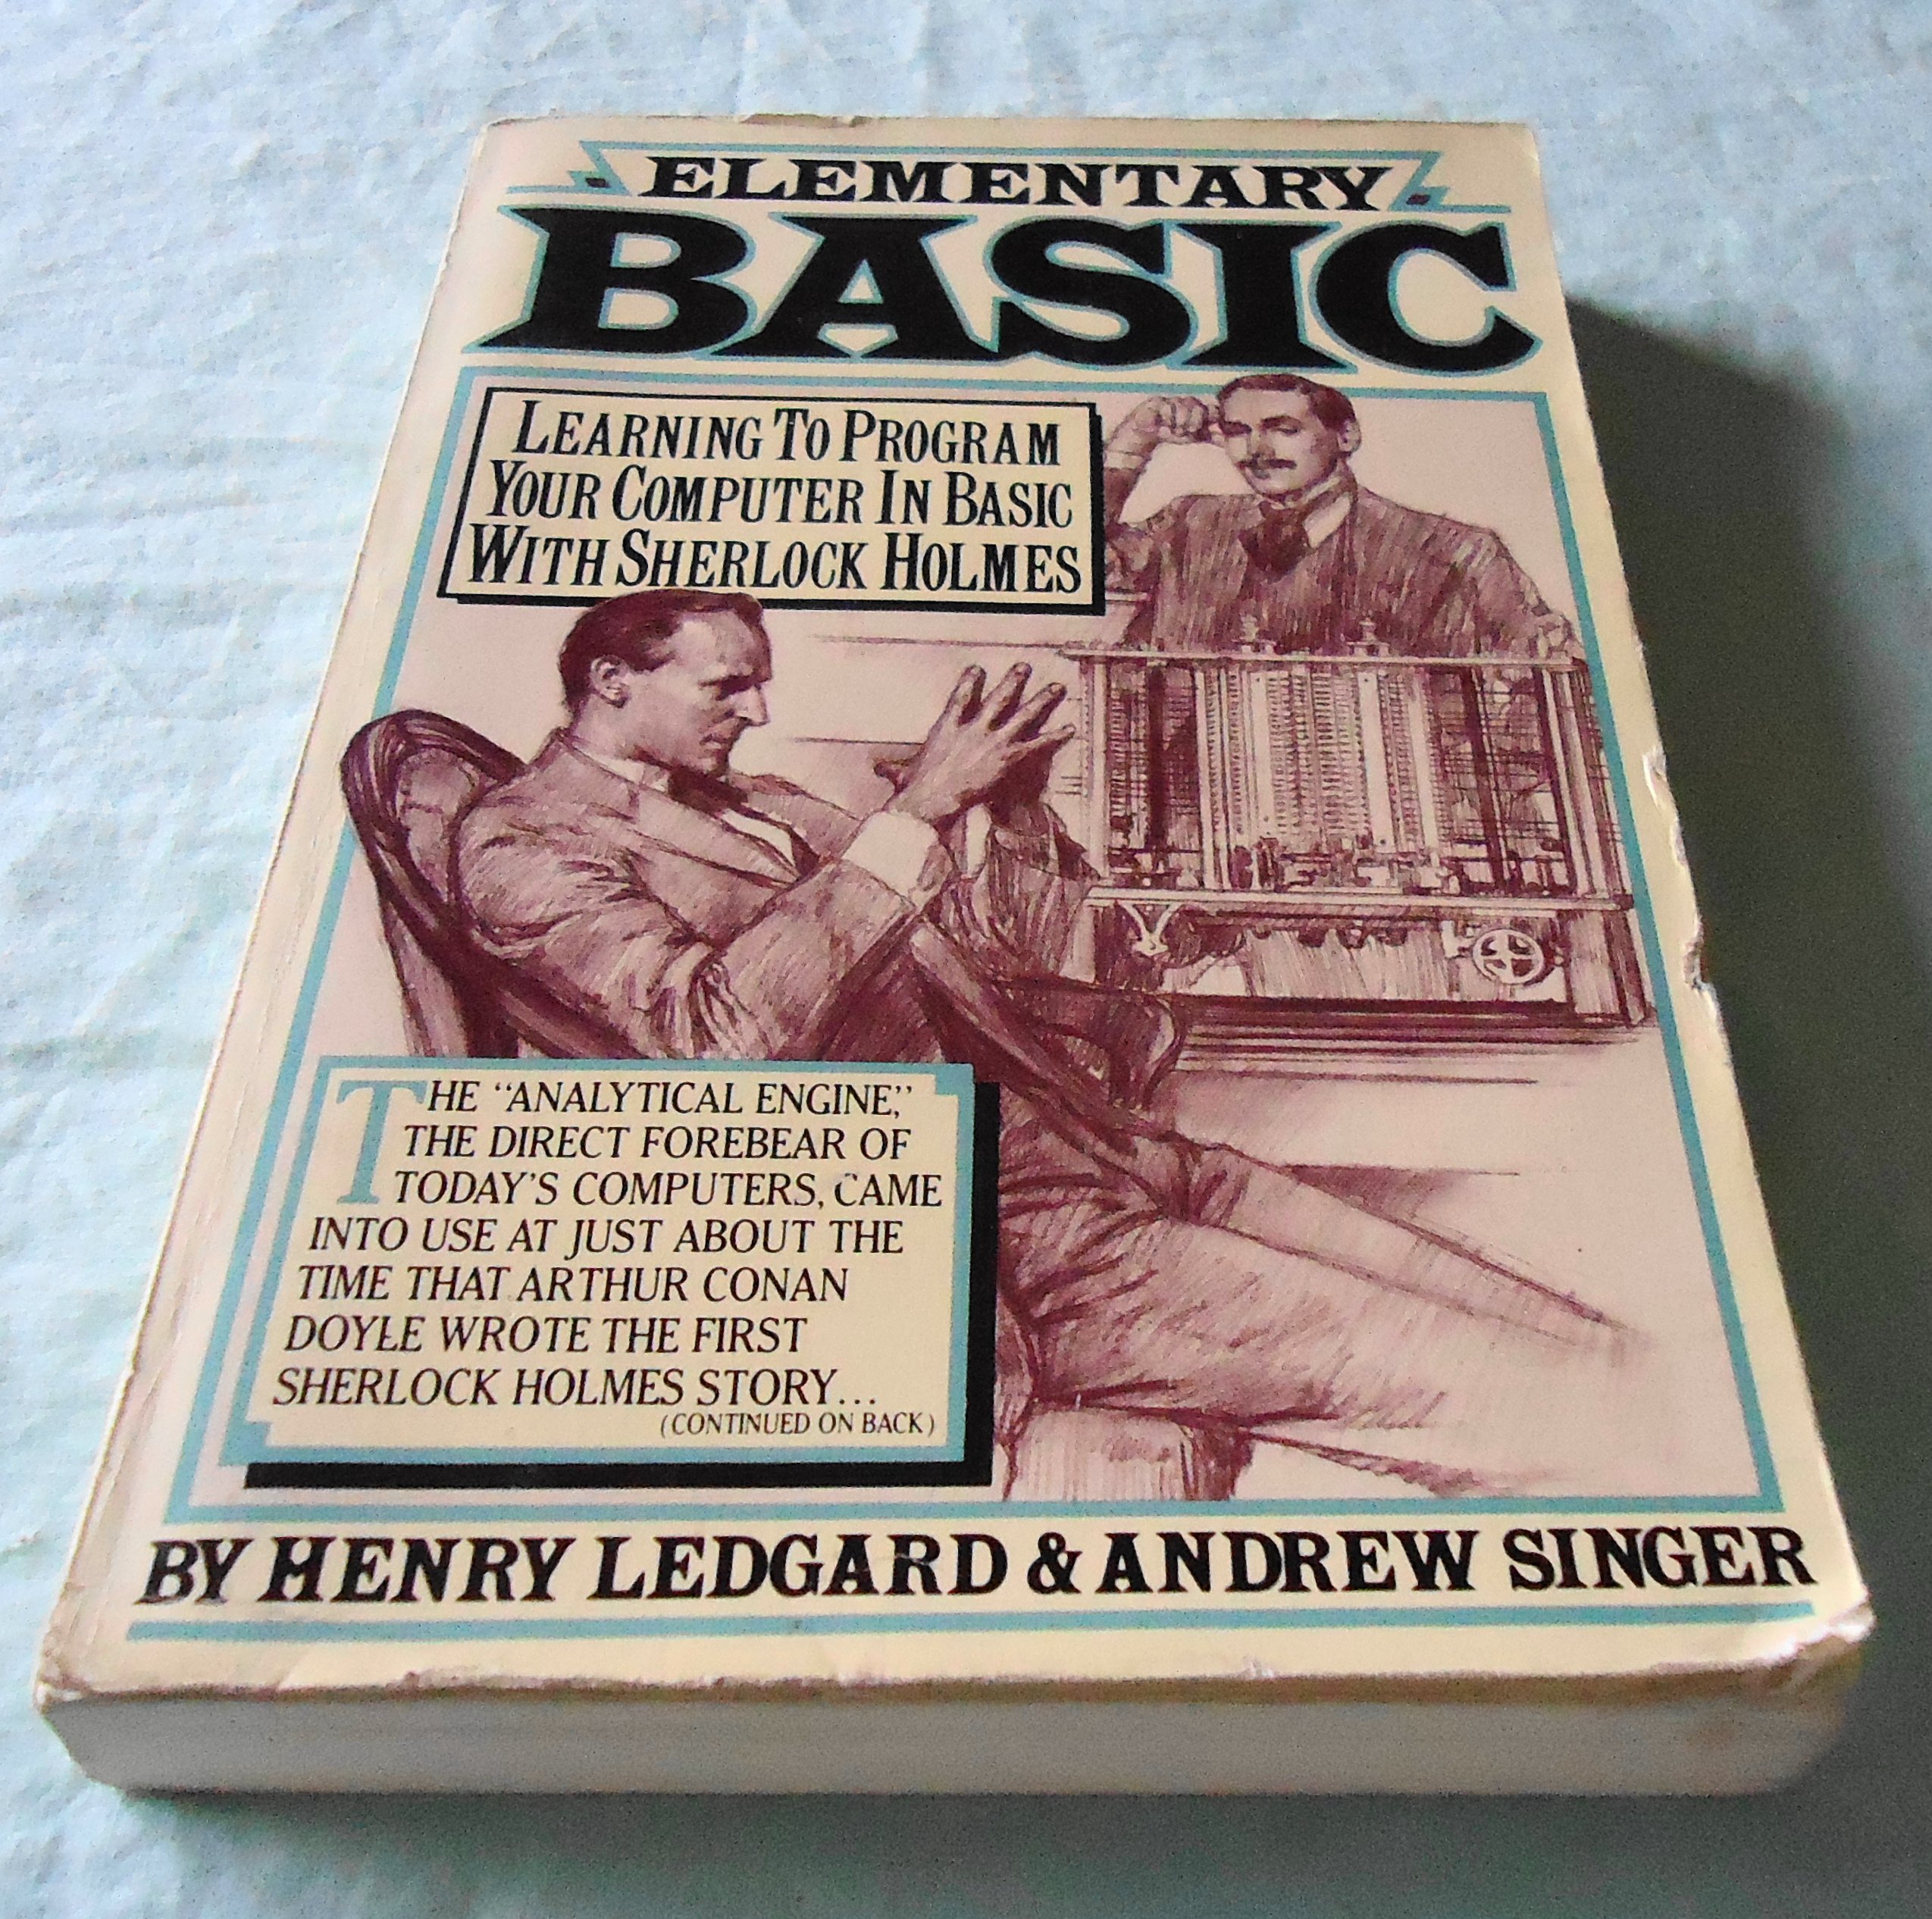 ELEMENTARY
BASIC
LEARNING TO PROGRAM
YOUR COMPUTER IN BASIC
WITH SHERLOCK HOLMES
THE "ANALYTICAL ENGINE,"
THE DIRECT FOREBEAR OF
TODAY'S COMPUTERS, CAME
INTO USE AT JUST ABOUT THE
TIME THAT ARTHUR CONAN
DOYLE WROTE THE FIRST
SHERLOCK HOLMES STORY...
(CONTINUED ON BACK)
BY HENRY LEDGARD & ANDREW SINGER